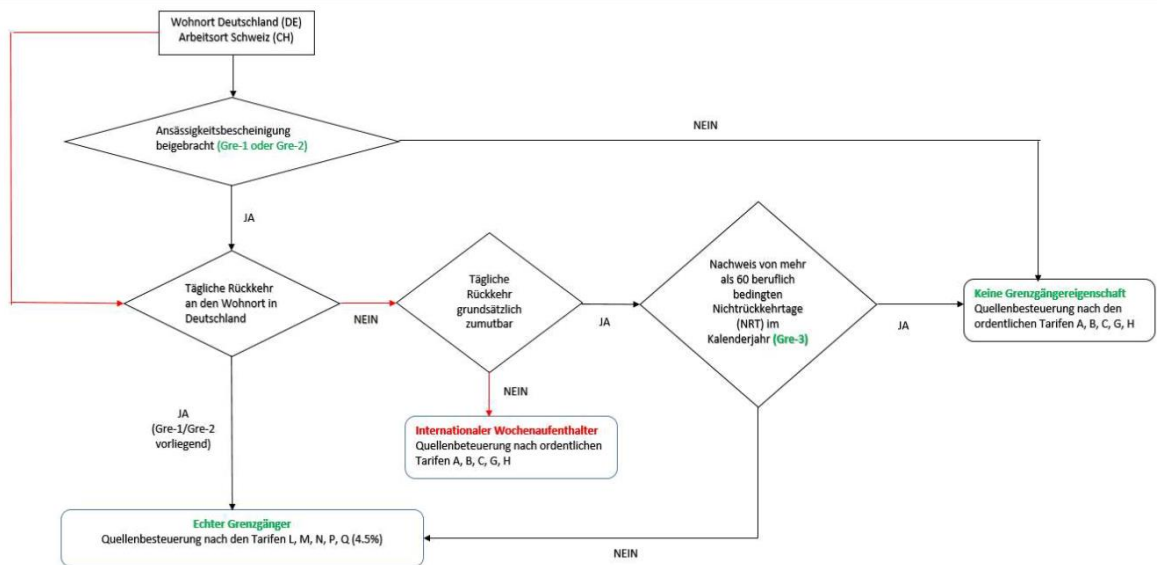 Wohnort Deutschland (DE)
Arbeitsort Schweiz (CH)
Ansässigkeitsbescheinigung
beigebracht (Gre-1 oder Gre-2)
NEIN
JA
Tägliche Rückkehr
an den Wohnort in
Deutschland
NEIN
Tägliche
Rückkehr
grundsätzlich
zumutbar
JA
Nachweis von mehr
als 60 beruflich
bedingten
Nichtrückkehrtage
(NRT) im
Kalenderjahr (Gre-3)
JA
Keine Grenzgängereigenschaft
Quellenbesteuerung nach den
ordentlichen Tarifen A, B, C, G, H
NEIN
Internationaler Wochenaufenthalter
Quellenbeteuerung nach ordentlichen
Tarifen A, B, C, G, H
JA
(Gre-1/Gre-2
vorliegend)
Echter Grenzgänger
Quellenbesteuerung nach den Tarifen L, M, N, P, Q (4.5%)
NEIN